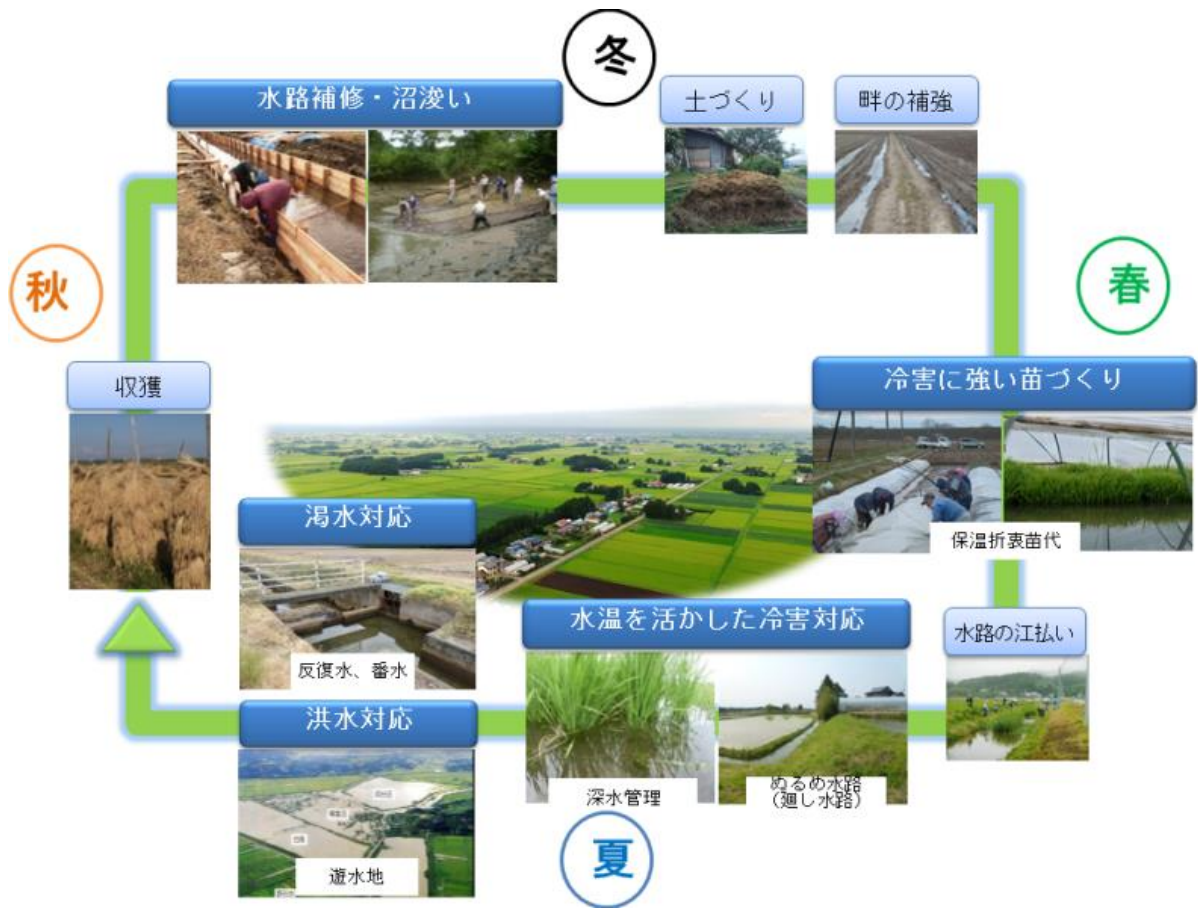 冬
水路補修・沼浚い
土づくり
畔の補強
秋
春
収穫
冷害に強い苗づくり
保温折衷苗代
渇水対応
反復水、番水
水温を活かした冷害対応
水路の江払い
深水管理
ぬるめ水路
(廻し水路)
洪水対応
遊水地
夏